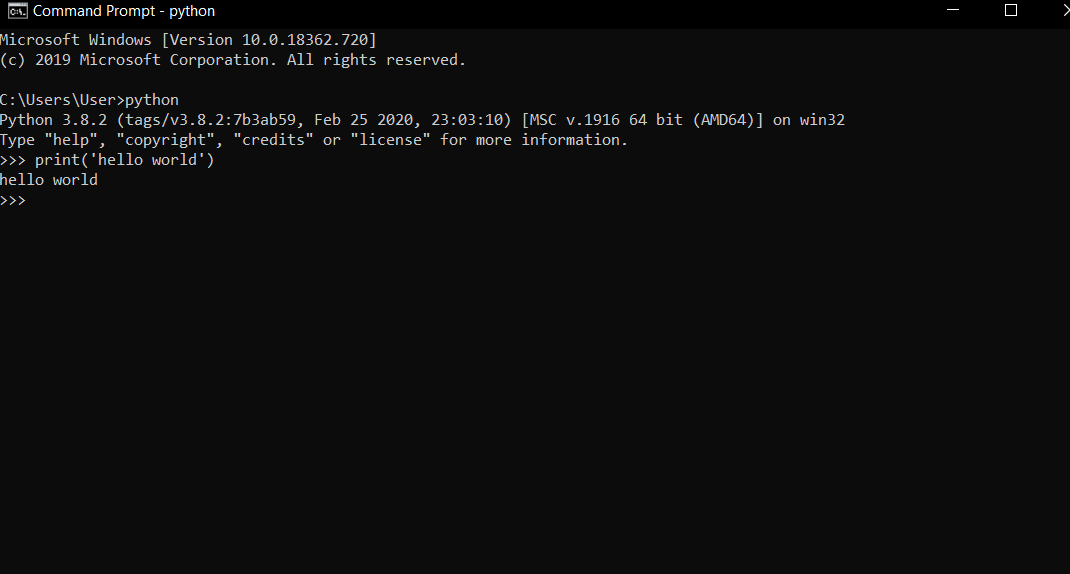 Command Prompt - python
Microsoft Windows [Version 10.0.18362.720]
(c) 2019 Microsoft Corporation. All rights reserved.
C:\Users\User>python
Python 3.8.2 (tags/v3.8.2:7b3ab59, Feb 25 2020, 23:03:10) [MSC v.1916 64 bit (AMD64)] on win32
Type "help", "copyright", "credits" or "license" for more information.
>>> print('hello world')
hello world
>>>